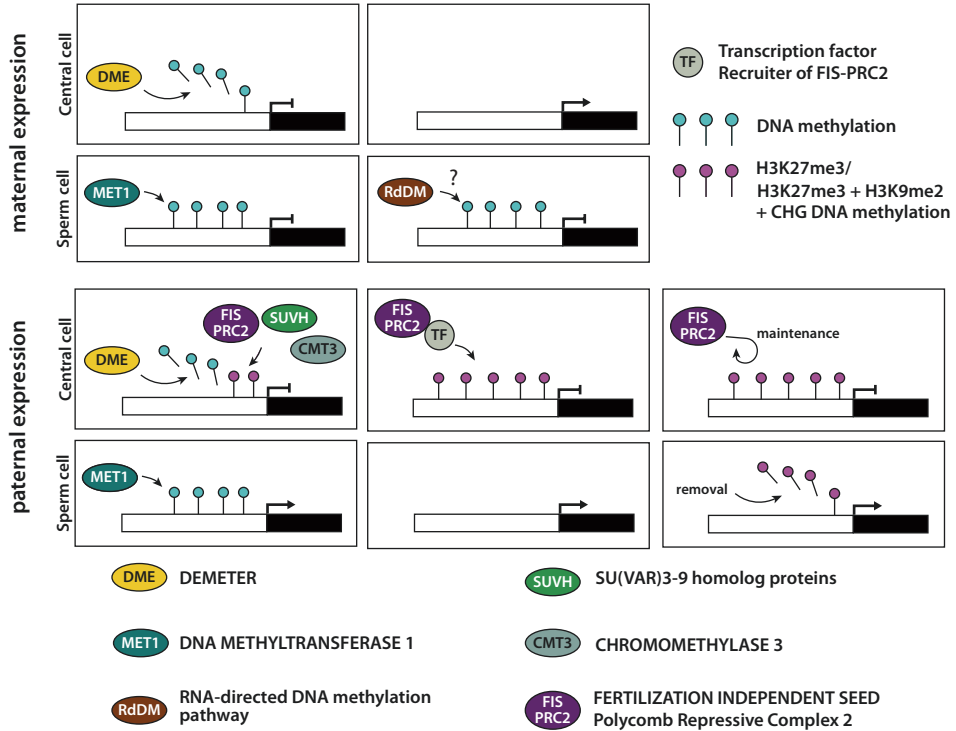 maternal expression
Central cell
DME
Sperm cell
MET1
RdDM
?
TF
Transcription factor
Recruiter of FIS-PRC2
DNA methylation
H3K27me3/
H3K27me3 + H3K9me2
+ CHG DNA methylation
paternal expression
Central cell
DME
FIS
PRC2
SUVH
CMT3
FIS
PRC2
TF
FIS
PRC2
maintenance
Sperm cell
MET1
removal
DME
DEMETER
SUVH
SU(VAR)3-9 homolog proteins
MET1
DNA METHYLTRANSFERASE 1
CMT3
CHROMOMETHYLASE 3
RdDM
RNA-directed DNA methylation
pathway
FIS
PRC2
FERTILIZATION INDEPENDENT SEED
Polycomb Repressive Complex 2